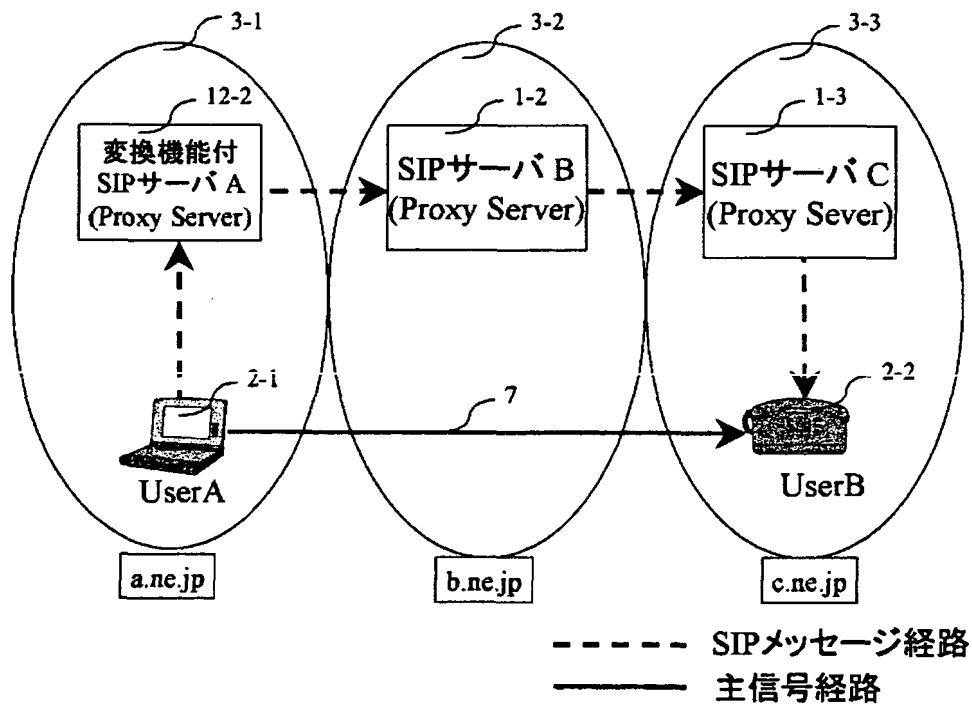 3-1
3-2
3-3
12-2
1-2
1-3
変換機能付
SIPサーバ A
(Proxy Server)
SIPサーバ B
(Proxy Server)
SIPサーバ C
(Proxy Sever)
2-1
7
2-2
UserA
UserB
a.ne.jp
b.ne.jp
c.ne.jp
SIPメッセージ経路
主信号経路